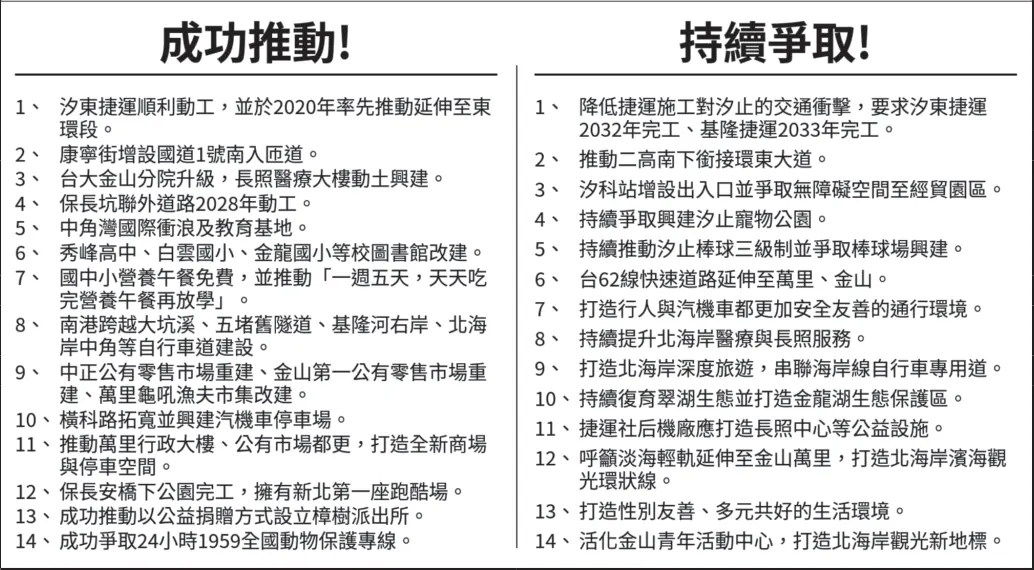 成功推動!
1、 汐東捷運順利動工，並於2020年率先推動延伸至東
環段。
2、 康寧街增設國道1號南入匝道。
3、 台大金山分院升級，長照醫療大樓動土興建。
4、 保長坑聯外道路2028年動工。
5、 中角灣國際衝浪及教育基地。
6、 秀峰高中、白雲國小、金龍國小等校圖書館改建。
7、 國中小營養午餐免費，並推動「一週五天，天天吃
完營養午餐再放學」。
8、 南港跨越大坑溪、五堵舊隧道、基隆河右岸、北海
岸中角等自行車道建設。
9、 中正公有零售市場重建、金山第一公有零售市場重
建、萬里龜吼漁夫市集改建。
10、 橫科路拓寬並興建汽機車停車場。
11、 推動萬里行政大樓、公有市場都更，打造全新商場
與停車空間。
12、 保長安橋下公園完工，擁有新北第一座跑酷場。
13、 成功推動以公益捐贈方式設立樟樹派出所。
14、 成功爭取24小時1959全國動物保護專線。
持續爭取!
1、 降低捷運施工對汐止的交通衝擊，要求汐東捷運
2032年完工、基隆捷運2033年完工。
2、 推動二高南下銜接環東大道。
3、 汐科站增設出入口並爭取無障礙空間至經貿園區。
4、 持續爭取興建汐止寵物公園。
5、 持續推動汐止棒球三級制並爭取棒球場興建。
6、 台62線快速道路延伸至萬里、金山。
7、 打造行人與汽機車都更加安全友善的通行環境。
8、 持續提升北海岸醫療與長照服務。
9、 打造北海岸深度旅遊，串聯海岸線自行車專用道。
10、 持續復育翠湖生態並打造金龍湖生態保護區。
11、 捷運社后機廠應打造長照中心等公益設施。
12、 呼籲淡海輕軌延伸至金山萬里，打造北海岸濱海觀
光環狀線。
13、 打造性別友善、多元共好的生活環境。
14、 活化金山青年活動中心，打造北海岸觀光新地標。